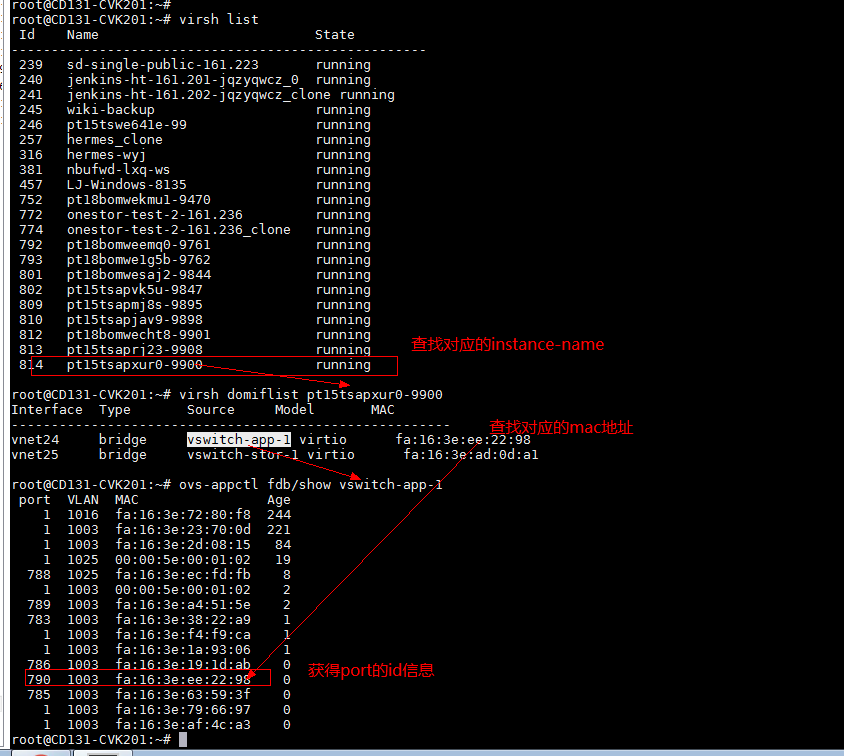 root@CD131-CVK201:~#
root@CD131-CVK201:~# virsh list
Id Name State
----------------------------------------------------
239 sd-single-public-161.223 running
240 jenkins-ht-161.201-jqzyqwcz_0 running
241 jenkins-ht-161.202-jqzyqwcz_clone running
245 wiki-backup running
246 pt15tswe641e-99 running
257 hermes_clone running
316 hermes-wyj running
381 nbufwd-lxq-ws running
457 LJ-Windows-8135 running
752 pt18bomwekmu1-9470 running
772 onestor-test-2-161.236 running
774 onestor-test-2-161.236_clone running
792 pt18bomweemq0-9761 running
793 pt18bomwe1g5b-9762 running
801 pt18bomwesaj2-9844 running
802 pt15tsapvk5u-9847 running
809 pt15tsapmj8s-9895 running
810 pt15tsapjav9-9898 running
812 pt18bomwecht8-9901 running
813 pt15tsaprj23-9908 running
查找对应的instance-name
814 pt15tsapxur0-9900 running
root@CD131-CVK201:~# virsh domiflist pt15tsapxur0-9900
Interface Type Source Model MAC
-------------------------------------------------------
查找对应的mac地址
vnet24 bridge vswitch-app-1 virtio fa:16:3e:ee:22:98
vnet25 bridge vswitch-stor-1 virtio fa:16:3e:ad:0d:a1
root@CD131-CVK201:~# ovs-appctl fdb/show vswitch-app-1
port VLAN MAC Age
1 1016 fa:16:3e:72:80:f8 244
1 1003 fa:16:3e:23:70:0d 221
1 1003 fa:16:3e:2d:08:15 84
1 1025 00:00:5e:00:01:02 19
788 1025 fa:16:3e:ec:fd:fb 8
1 1003 00:00:5e:00:01:02 2
789 1003 fa:16:3e:a4:51:5e 2
783 1003 fa:16:3e:38:22:a9 1
1 1003 fa:16:3e:f4:f9:ca 1
1 1003 fa:16:3e:1a:93:06 1
786 1003 fa:16:3e:19:1d:ab 0
获得port的id信息
790 1003 fa:16:3e:ee:22:98 0
785 1003 fa:16:3e:63:59:3f 0
1 1003 fa:16:3e:79:66:97 0
1 1003 fa:16:3e:af:4c:a3 0
root@CD131-CVK201:~#